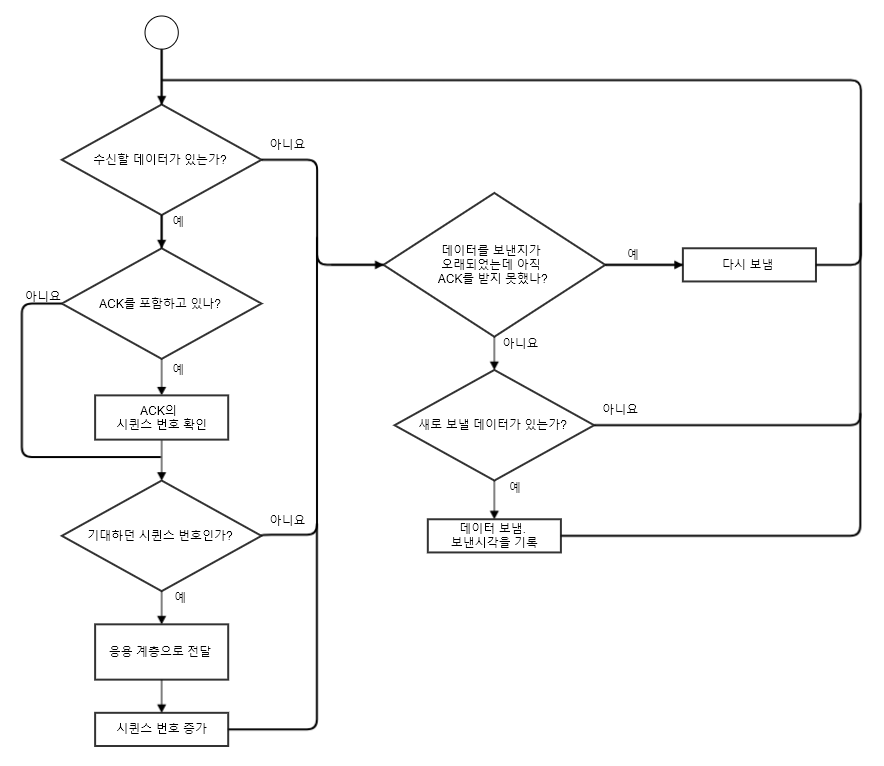 아니요
수신할 데이터가 있는가?
예
아니요
ACK를 포함하고 있나?
예
ACK의
시퀀스 번호 확인
아니요
기대하던 시퀀스 번호인가?
예
응용 계층으로 전달
시퀀스 번호 증가
데이터를 보낸지가
오래되었는데 아직
ACK를 받지 못했나?
예
다시 보냄
아니요
새로 보낼 데이터가 있는가?
아니요
예
데이터 보냄.
보낸시각을 기록